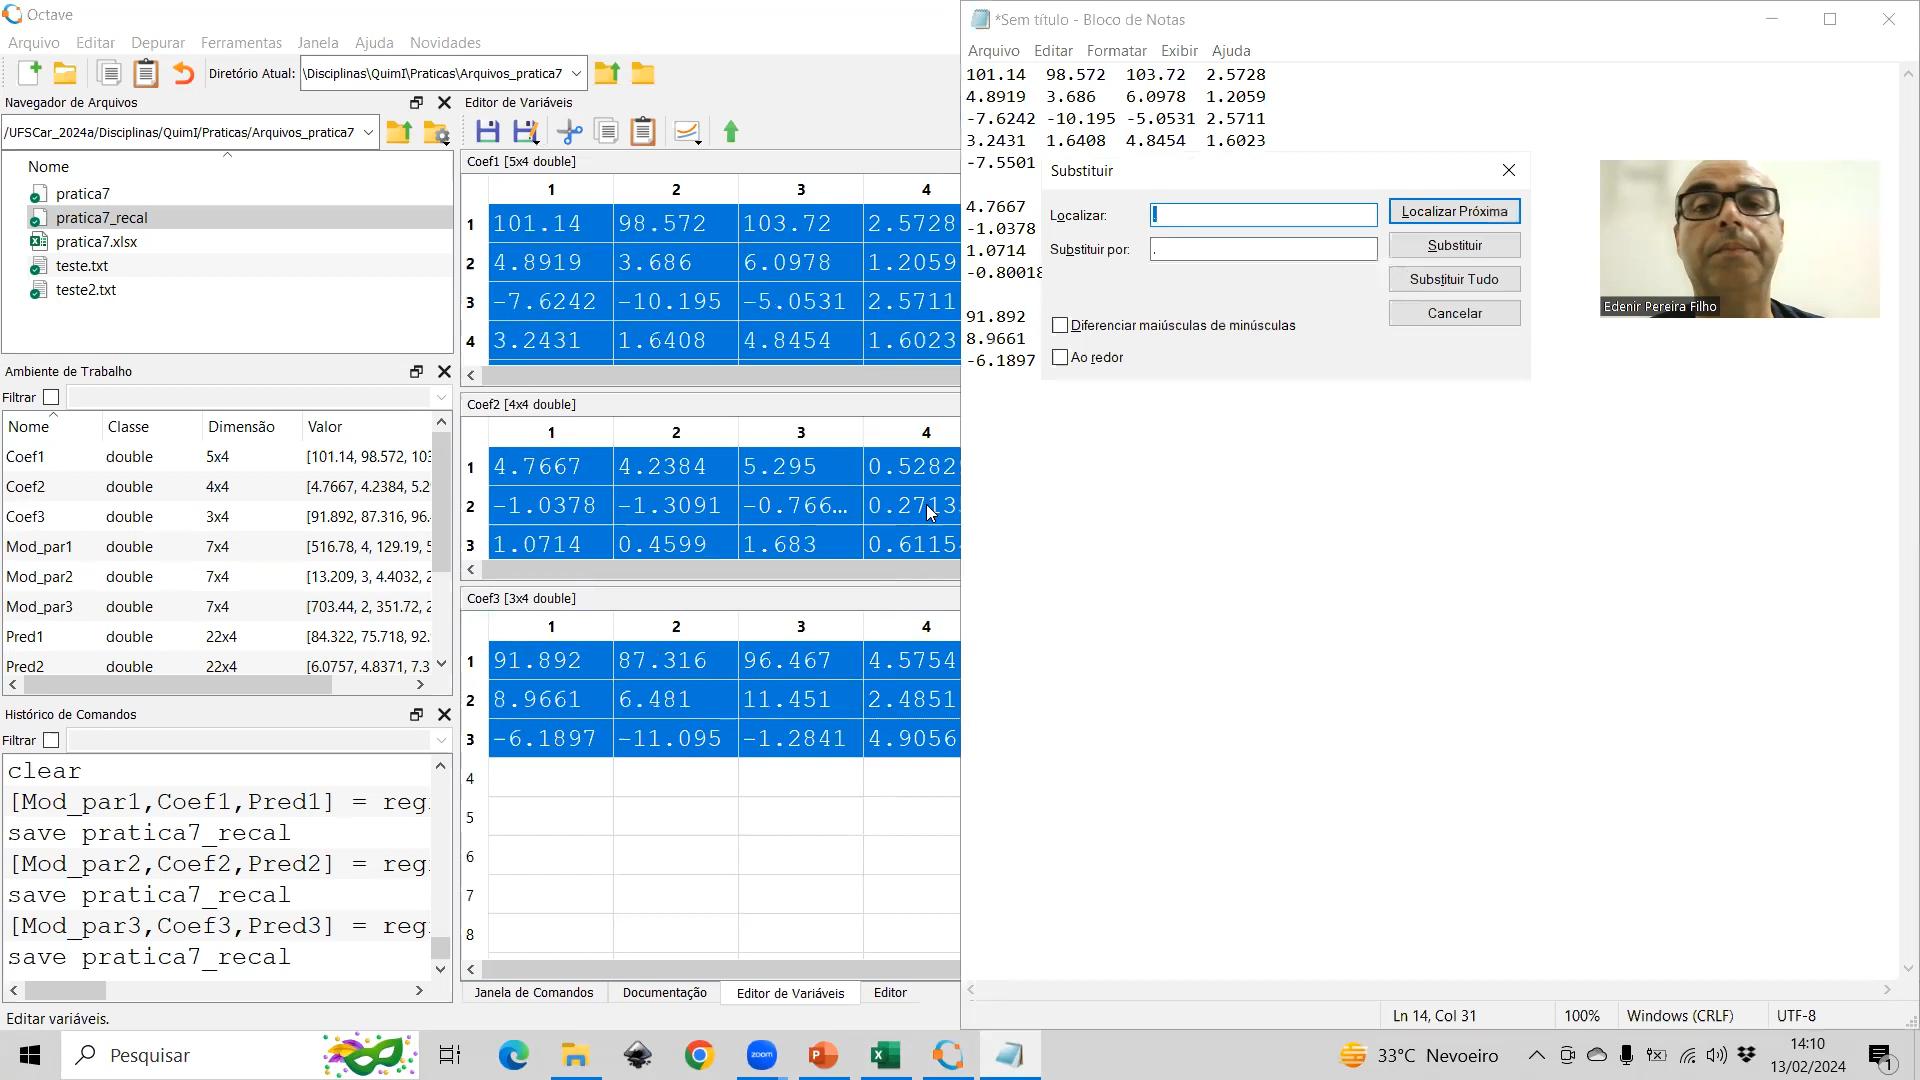 Octave
Arquivo Editar Depurar Ferramentas Janela Ajuda Novidades
Diretório Atual: \Disciplinas\QuimI\Praticas\Arquivos_pratica7
Navegador de Arquivos
/UFSCar_2024a/Disciplinas/QuimI/Praticas/Arquivos_pratica7
Nome
pratica7
pratica7_recal
pratica7.xlsx
teste.txt
teste2.txt
Ambiente de Trabalho
Filtrar
Nome Classe Dimensão Valor
Coef1 double 5x4 [101.14, 98.572, 103
Coef2 double 4x4 [4.7667, 4.2384, 5.2
Coef3 double 3x4 [91.892, 87.316, 96.
Mod_par1 double 7x4 [516.78, 4, 129.19, 5
Mod_par2 double 7x4 [13.209, 3, 4.4032, 2
Mod_par3 double 7x4 [703.44, 2, 351.72, 2
Pred1 double 22x4 [84.322, 75.718, 92.
Pred2 double 22x4 [6.0757, 4.8371, 7.3
Histórico de Comandos
Filtrar
clear
[Mod_par1,Coef1,Pred1] = reg
save pratica7_recal
[Mod_par2,Coef2,Pred2] = reg
save pratica7_recal
[Mod_par3,Coef3,Pred3] = reg
save pratica7_recal
Editar variáveis.
Editor de Variáveis
Coef1 [5x4 double]
1 2 3 4
1 101.14 98.572 103.72 2.5728
2 4.8919 3.686 6.0978 1.2059
3 -7.6242 -10.195 -5.0531 2.5711
4 3.2431 1.6408 4.8454 1.6023
Coef2 [4x4 double]
1 2 3 4
1 4.7667 4.2384 5.295 0.5282
2 -1.0378 -1.3091 -0.766... 0.2713
3 1.0714 0.4599 1.683 0.6115
Coef3 [3x4 double]
1 2 3 4
1 91.892 87.316 96.467 4.5754
2 8.9661 6.481 11.451 2.4851
3 -6.1897 -11.095 -1.2841 4.9056
4
5
6
7
8
Janela de Comandos Documentação Editor de Variáveis Editor
*Sem título - Bloco de Notas
Arquivo Editar Formatar Exibir Ajuda
101.14 98.572 103.72 2.5728
4.8919 3.686 6.0978 1.2059
-7.6242 -10.195 -5.0531 2.5711
3.2431 1.6408 4.8454 1.6023
-7.5501
4.7667
-1.0378
1.0714
-0.80018
91.892
8.9661
-6.1897
Substituir
Localizar:
Substituir por: .
Localizar Próxima
Substituir
Substituir Tudo
Cancelar
Diferenciar maiúsculas de minúsculas
Ao redor
Edenir Pereira Filho
Ln 14, Col 31 100% Windows (CRLF) UTF-8
Pesquisar
zoom
33°C Nevoeiro
14:10
13/02/2024
1